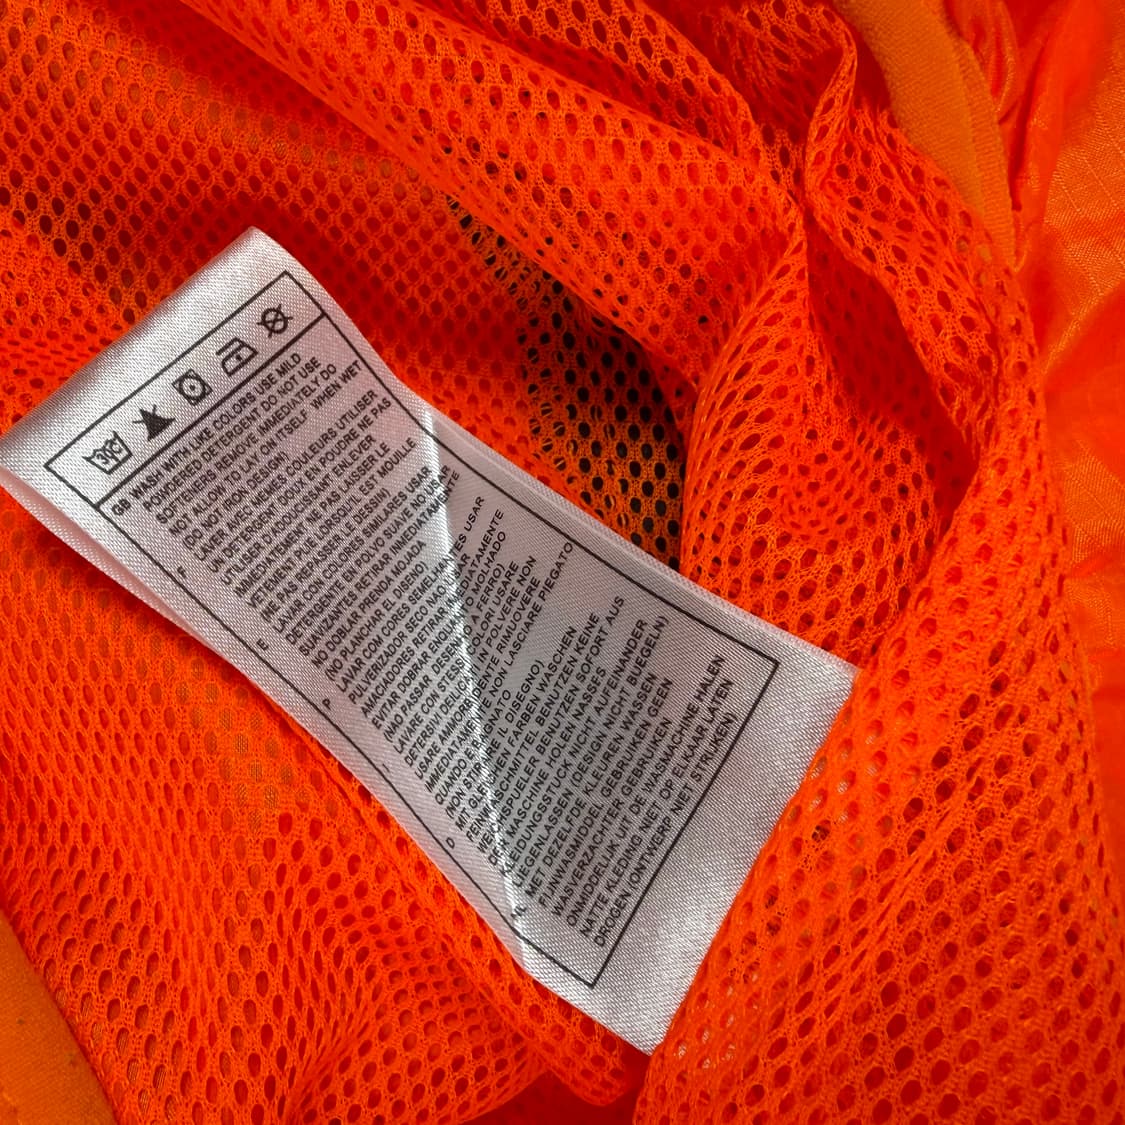 30C
GB WASH WITH LIKE COLORS USE MILD
POWDERED DETERGENT DO NOT USE
SOFTENERS REMOVE IMMEDIATELY DO
NOT ALLOW TO LAY ON ITSELF WHEN WET
(DO NOT IRON DESIGN)
F LAVER AVEC MEMES COULEURS UTILISER
UN DETERGENT DOUX EN POUDRE NE PAS
UTILISER D'ADOUCISSANT ENLEVER
IMMEDIATEMENT NE PAS LAISSER LE
VETEMENT PLIE LORSQU'IL EST MOUILLE
(NE PAS REPASSER LE DESSIN)
E LAVAR CON COLORES SIMILARES USAR
DETERGENTE EN POLVO SUAVE NO USAR
SUAVIZANTES RETIRAR INMEDIATAMENTE
NO DOBLAR PRENDA MOJADA
(NO PLANCHAR EL DISENO)
P LAVAR COM CORES SEMELHANTES USAR
PULVERIZADOR SECO NAO USAR
AMACIADORES RETIRAR IMEDIATAMENTE
EVITAR DOBRAR ENQUANTO MOLHADO
(NAO PASSAR DESENHO A FERRO)
I LAVARE CON STESSI COLORI USARE
DETERSIVI DELICATI IN POLVERE NON
USARE AMMORBIDENTE RIMUOVERE
IMMEDIATAMENTE NON LASCIARE PIEGATO
QUANDO BAGNATO
(NON STIRARE IL DISEGNO)
D MIT GLEICHEN FARBEN WASCHEN
FEINWASCHMITTEL BENUTZEN KEINE
WEICHSPUELER BENUTZEN SOFORT AUS
DER MASCHINE HOLEN NASSES
KLEIDUNGSSTUCK NICHT AUFEINANDER
LIEGENLASSEN (DESIGN NICHT BUEGELN)
NL MET DEZELFDE KLEUREN WASSEN
FIJNWASMIDDEL GEBRUIKEN GEEN
WASVERZACHTER GEBRUIKEN
ONMIDDELIJK UIT DE WASMACHINE HALEN
NATTE KLEDING NIET OP ELKAAR LATEN
DROGEN (ONTWERP NIET STRIJKEN)